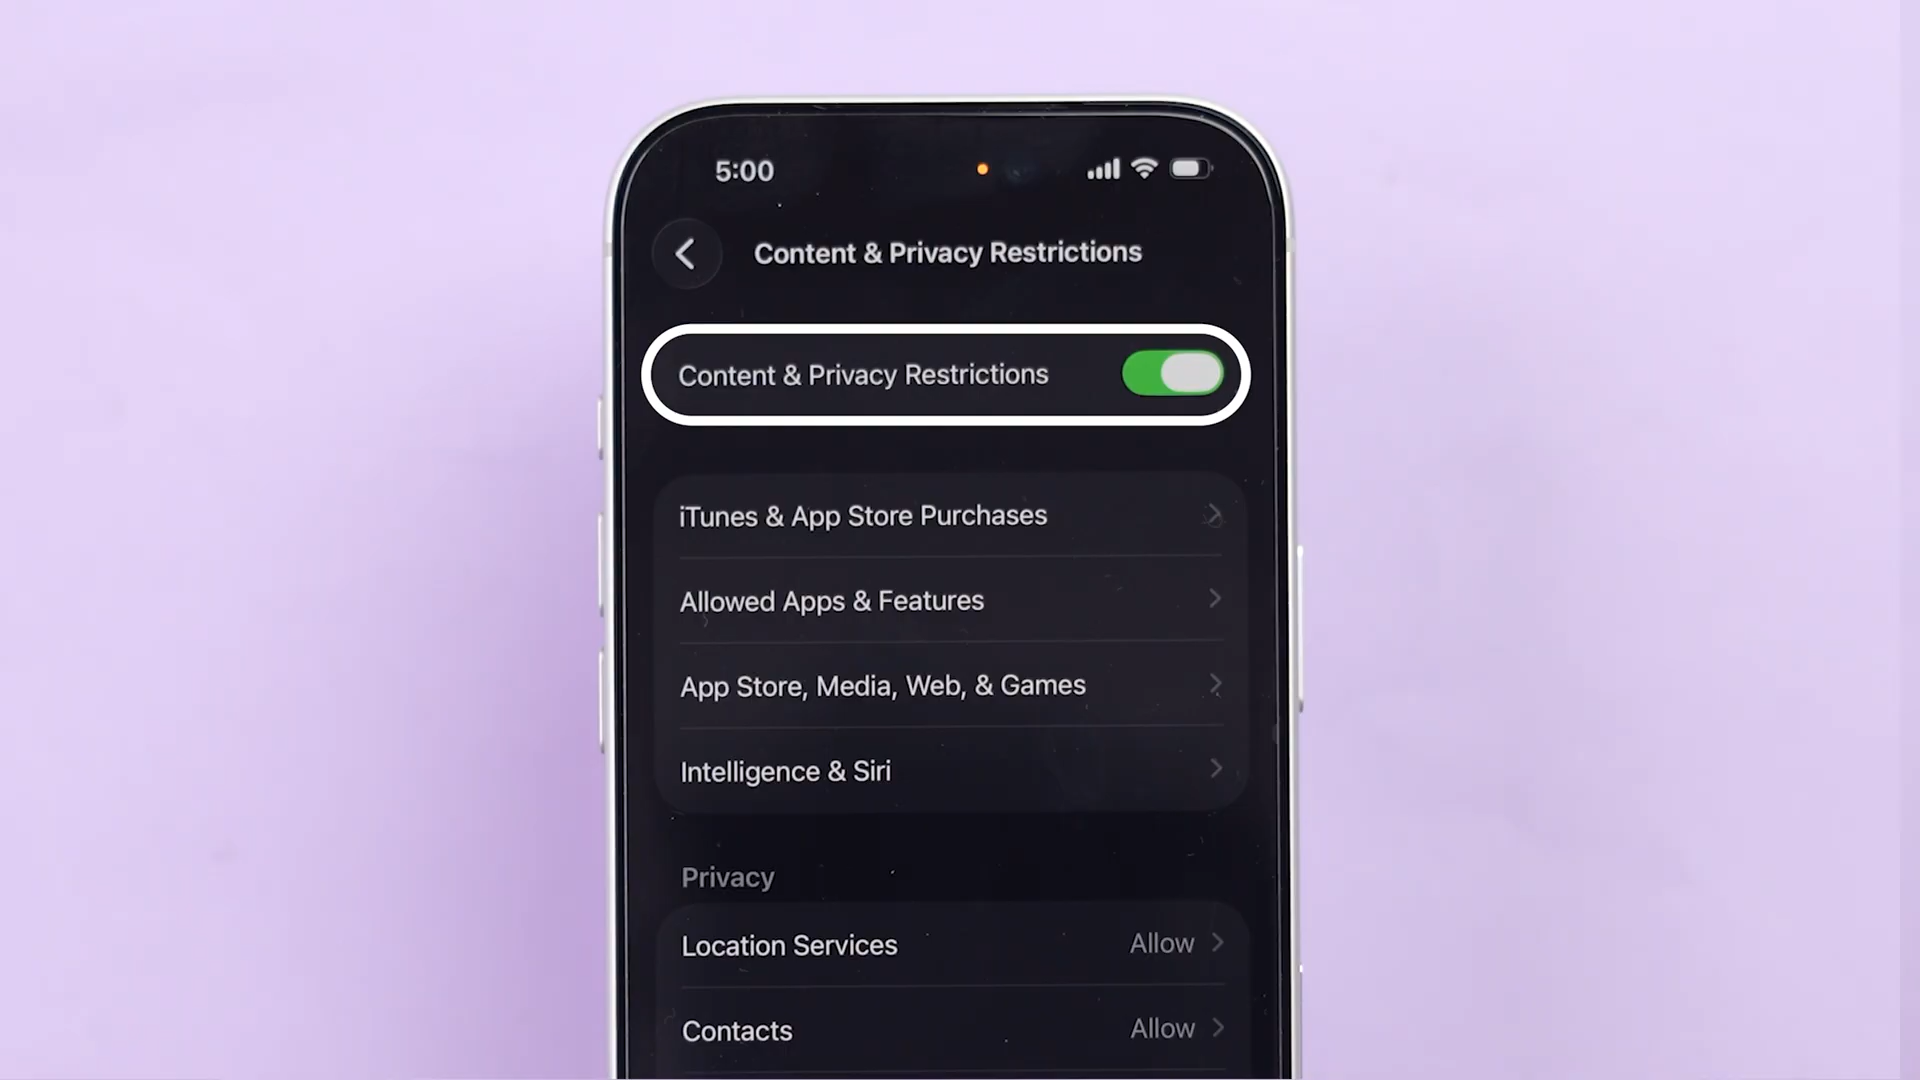 5:00
Content & Privacy Restrictions
Content & Privacy Restrictions
iTunes & App Store Purchases
Allowed Apps & Features
App Store, Media, Web, & Games
Intelligence & Siri
Privacy
Location Services Allow
Contacts Allow